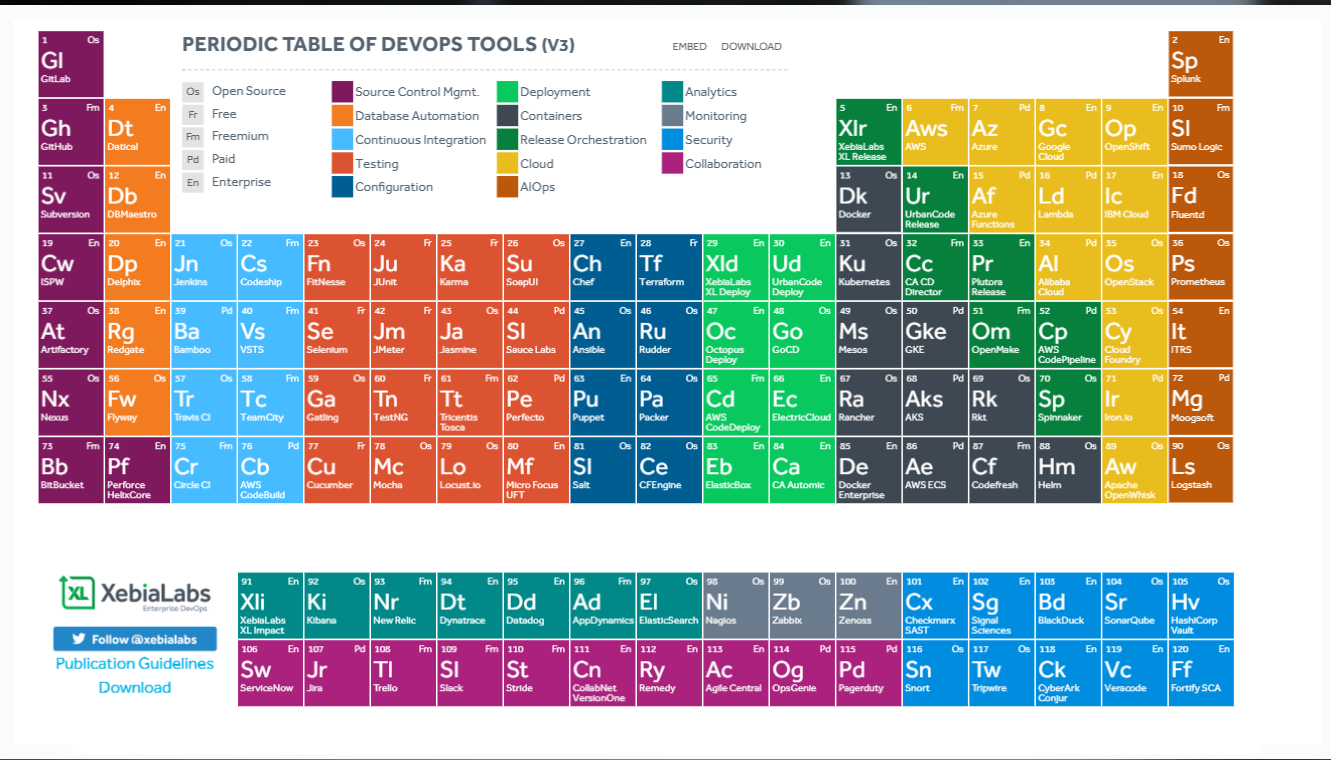 1 Os
Gl
GitLab
PERIODIC TABLE OF DEVOPS TOOLS (V3)
EMBED DOWNLOAD
2 En
Sp
Splunk
Os Open Source
Fr Free
Fm Freemium
Pd Paid
En Enterprise
Source Control Mgmt.
Database Automation
Continuous Integration
Testing
Configuration
Deployment
Containers
Release Orchestration
Cloud
AIOps
Analytics
Monitoring
Security
Collaboration
3 Fm 4 En 5 En 6 Fm 7 Pd 8 En 9 En 10 Fm
Gh Dt Xlr Aws Az Gc Op Sl
GitHub Datical XebiaLabs XL Release AWS Azure Google Cloud OpenShift Sumo Logic
11 Os 12 En 13 Os 14 En 15 Pd 16 Pd 17 En 18 Os
Sv Db Dk Ur Af Ld Ic Fd
Subversion DBMaestro Docker UrbanCode Release Azure Functions Lambda IBM Cloud Fluentd
19 En 20 En 21 Os 22 Fm 23 Os 24 Fr 25 Fr 26 Os 27 En 28 Fr 29 En 30 En 31 Os 32 Fm 33 En 34 Pd 35 Os 36 Os
Cw Dp Jn Cs Fn Ju Ka Su Ch Tf Xld Ud Ku Cc Pr Al Os Ps
ISPW Delphix Jenkins Codeship FitNesse JUnit Karma SoapUI Chef Terraform XebiaLabs XL Deploy UrbanCode Deploy Kubernetes CA CD Director Plutora Release Alibaba Cloud OpenStack Prometheus
37 Os 38 En 39 Pd 40 Fm 41 Fr 42 Fr 43 Os 44 Pd 45 Os 46 Os 47 En 48 Os 49 Os 50 Pd 51 Fm 52 Pd 53 Os 54 En
At Rg Ba Vs Se Jm Ja Sl An Ru Oc Go Ms Gke Om Cp Cy It
Artifactory Redgate Bamboo VSTS Selenium JMeter Jasmine Sauce Labs Ansible Rudder Octopus Deploy GoCD Mesos GKE OpenMake AWS CodePipeline Cloud Foundry ITRS
55 Os 56 Os 57 Os 58 Fm 59 Os 60 Fr 61 Fm 62 Pd 63 En 64 Os 65 Fm 66 En 67 Os 68 Pd 69 Os 70 Os 71 Pd 72 Pd
Nx Fw Tr Tc Ga Tn Tt Pe Pu Pa Cd Ec Ra Aks Rk Sp Ir Mg
Nexus Flyway Travis CI TeamCity Gatling TestNG Tricentis Tosca Perfecto Puppet Packer AWS CodeDeploy ElectricCloud Rancher AKS Rkt Spinnaker Iron.io Moogsoft
73 Fm 74 En 75 Fm 76 Pd 77 Fr 78 Os 79 Os 80 En 81 Os 82 Os 83 En 84 En 85 En 86 Pd 87 Fm 88 Os 89 Os 90 Os
Bb Pf Cr Cb Cu Mc Lo Mf Sl Ce Eb Ca De Ae Cf Hm Aw Ls
BitBucket Perforce HelixCore Circle CI AWS CodeBuild Cucumber Mocha Locust.io Micro Focus UFT Salt CFEngine ElasticBox CA Automic Docker Enterprise AWS ECS Codefresh Helm Apache OpenWhisk Logstash
XL XebiaLabs
Enterprise DevOps
Follow @xebialabs
Publication Guidelines
Download
91 En 92 Os 93 Fm 94 En 95 En 96 Fm 97 Os 98 Os 99 Os 100 En 101 En 102 En 103 En 104 Os 105 Os
Xli Ki Nr Dt Dd Ad El Ni Zb Zn Cx Sg Bd Sr Hv
XebiaLabs XL Impact Kibana New Relic Dynatrace Datadog AppDynamics ElasticSearch Nagios Zabbix Zenoss Checkmarx SAST Signal Sciences BlackDuck SonarQube HashiCorp Vault
106 En 107 Pd 108 Fm 109 Fm 110 Fm 111 En 112 En 113 En 114 Pd 115 Pd 116 Os 117 Os 118 En 119 En 120 En
Sw Jr Tl Sl St Cn Ry Ac Og Pd Sn Tw Ck Vc Ff
ServiceNow Jira Trello Slack Stride CollabNet VersionOne Remedy Agile Central OpsGenie Pagerduty Snort Tripwire CyberArk Conjur Veracode Fortify SCA